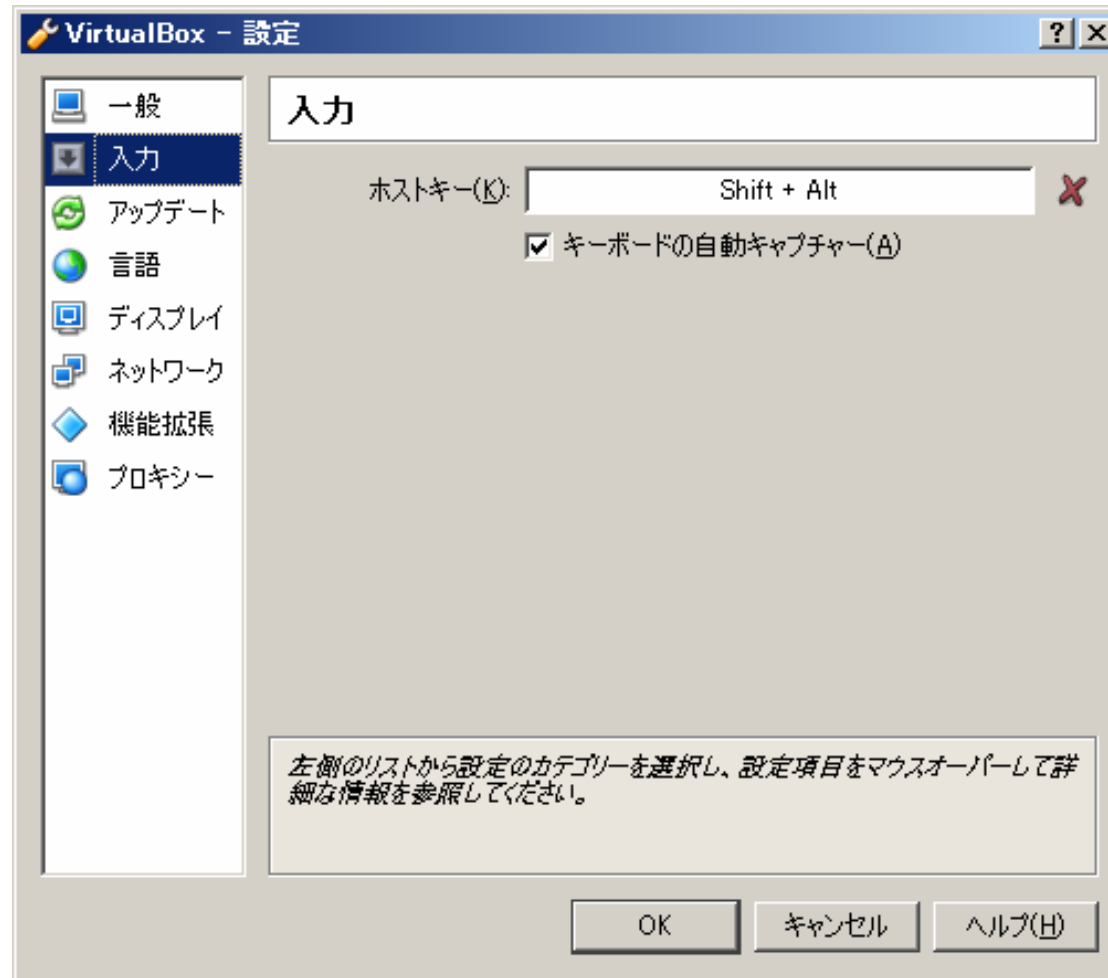 VirtualBox - 設定
一般
入力
アップデート
言語
ディスプレイ
ネットワーク
機能拡張
プロキシー
入力
ホストキー(K): Shift + Alt
キーボードの自動キャプチャー(A)
左側のリストから設定のカテゴリーを選択し、設定項目をマウスオーバーして詳
細な情報を参照してください。
OK キャンセル ヘルプ(H)